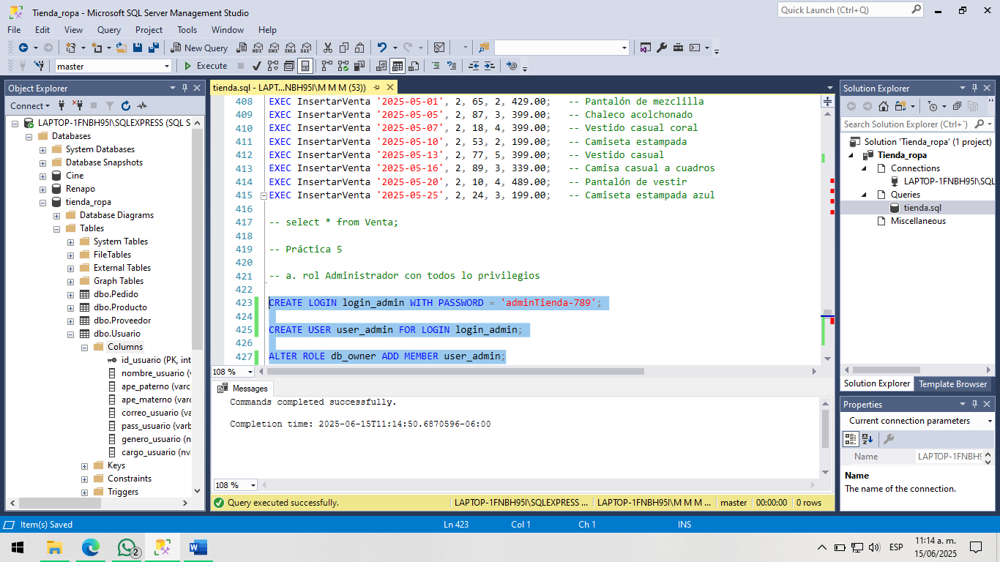 Tienda_ropa - Microsoft SQL Server Management Studio
Quick Launch (Ctrl+Q)
File Edit View Query Project Tools Window Help
New Query
MDX DMX XMLA DAX
master
Execute
Object Explorer
Connect
LAPTOP-1FNBH95I\SQLEXPRESS (SQL S
Databases
System Databases
Database Snapshots
Cine
Renapo
tienda_ropa
Database Diagrams
Tables
System Tables
FileTables
External Tables
Graph Tables
dbo.Pedido
dbo.Producto
dbo.Proveedor
dbo.Usuario
Columns
id_usuario (PK, int
nombre_usuario (v
ape_paterno (varc
ape_materno (varc
correo_usuario (va
pass_usuario (varb
genero_usuario (n
cargo_usuario (nva
Keys
Constraints
Triggers
tienda.sql - LAPT...NBH95I\M M M (53))
408 EXEC InsertarVenta '2025-05-01', 2, 65, 2, 429.00; -- Pantalón de mezclilla
409 EXEC InsertarVenta '2025-05-05', 2, 87, 3, 399.00; -- Chaleco acolchonado
410 EXEC InsertarVenta '2025-05-07', 2, 18, 4, 399.00; -- Vestido casual coral
411 EXEC InsertarVenta '2025-05-10', 2, 53, 2, 199.00; -- Camiseta estampada
412 EXEC InsertarVenta '2025-05-13', 2, 77, 5, 399.00; -- Vestido casual
413 EXEC InsertarVenta '2025-05-16', 2, 89, 3, 339.00; -- Camisa casual a cuadros
414 EXEC InsertarVenta '2025-05-20', 2, 10, 4, 489.00; -- Pantalón de vestir
415 EXEC InsertarVenta '2025-05-25', 2, 24, 3, 199.00; -- Camiseta estampada azul
416
417 -- select * from Venta;
418
419 -- Práctica 5
420
421 -- a. rol Administrador con todos lo privilegios
422
423 CREATE LOGIN login_admin WITH PASSWORD = 'adminTienda-789';
424
425 CREATE USER user_admin FOR LOGIN login_admin;
426
427 ALTER ROLE db_owner ADD MEMBER user_admin;
108 %
Messages
Commands completed successfully.
Completion time: 2025-06-15T11:14:50.6870596-06:00
108 %
Query executed successfully.
LAPTOP-1FNBH95I\SQLEXPRESS ... LAPTOP-1FNBH95I\M M M ... master 00:00:00 0 rows
Solution Explorer
Search Solution Explorer (Ctrl+¨)
Solution 'Tienda_ropa' (1 project)
Tienda_ropa
Connections
LAPTOP-1FNBH95I\SQL
Queries
tienda.sql
Miscellaneous
Solution Explorer Template Browser
Properties
Current connection parameters
Name LAPTOP-1FNBH9
Name
The name of the connection.
Item(s) Saved Ln 423 Col 1 Ch 1 INS
2
ESP
11:14 a. m.
15/06/2025